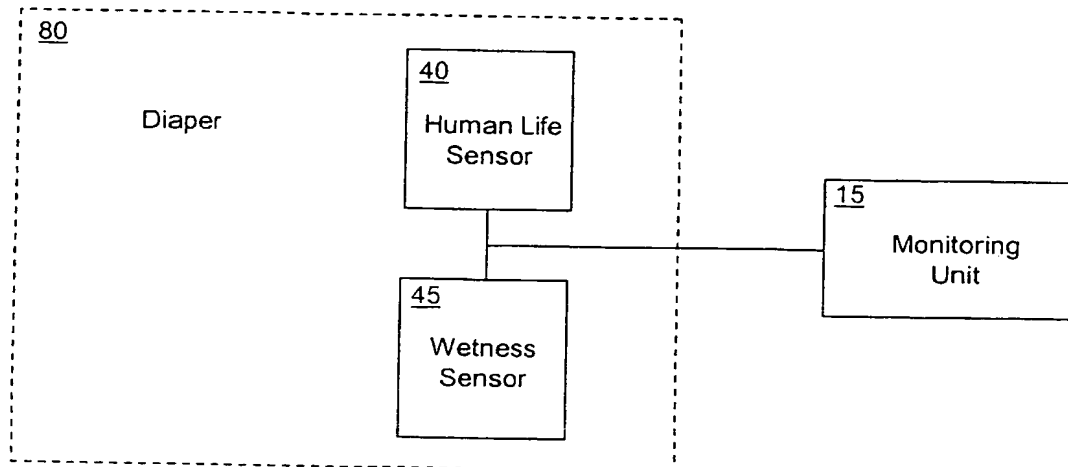 80
Diaper
40
Human Life
Sensor
15
Monitoring
Unit
45
Wetness
Sensor